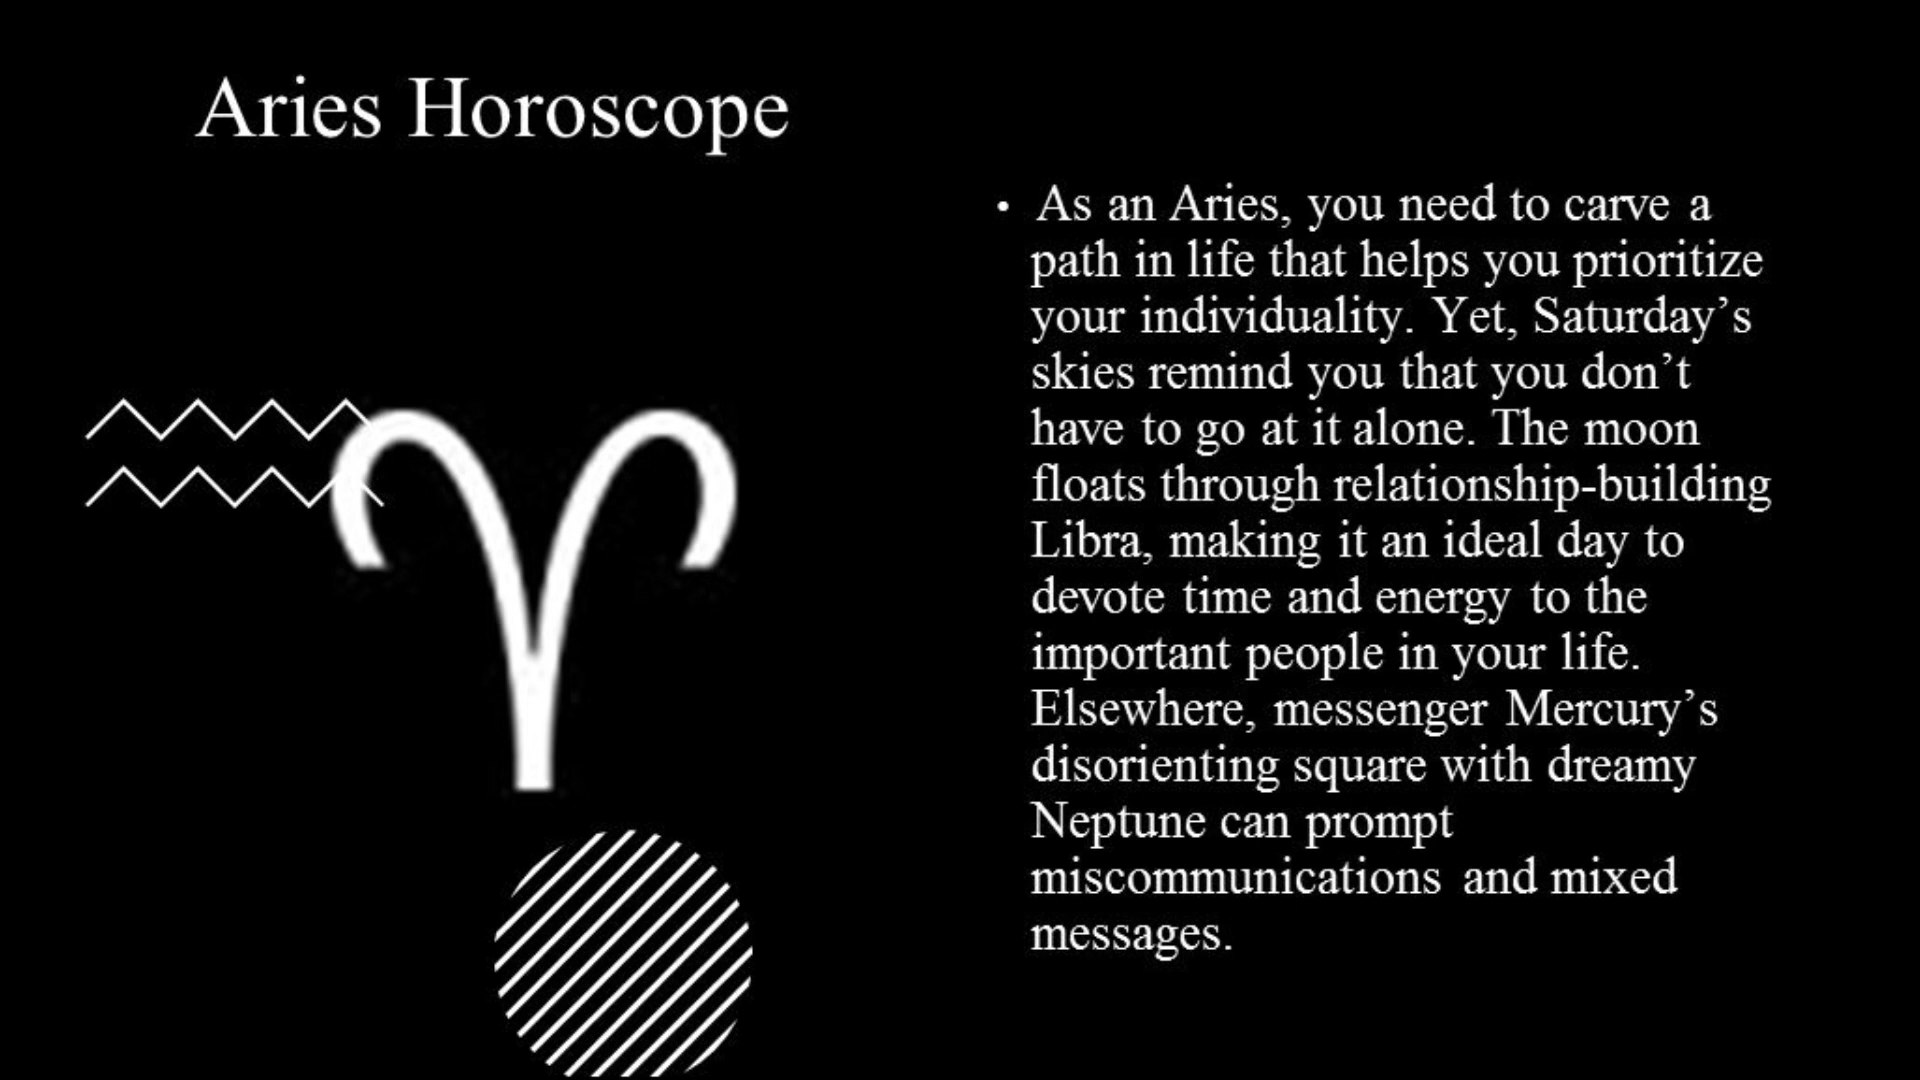 Aries Horoscope
• As an Aries, you need to carve a
path in life that helps you prioritize
your individuality. Yet, Saturday’s
skies remind you that you don’t
have to go at it alone. The moon
floats through relationship-building
Libra, making it an ideal day to
devote time and energy to the
important people in your life.
Elsewhere, messenger Mercury’s
disorienting square with dreamy
Neptune can prompt
miscommunications and mixed
messages.